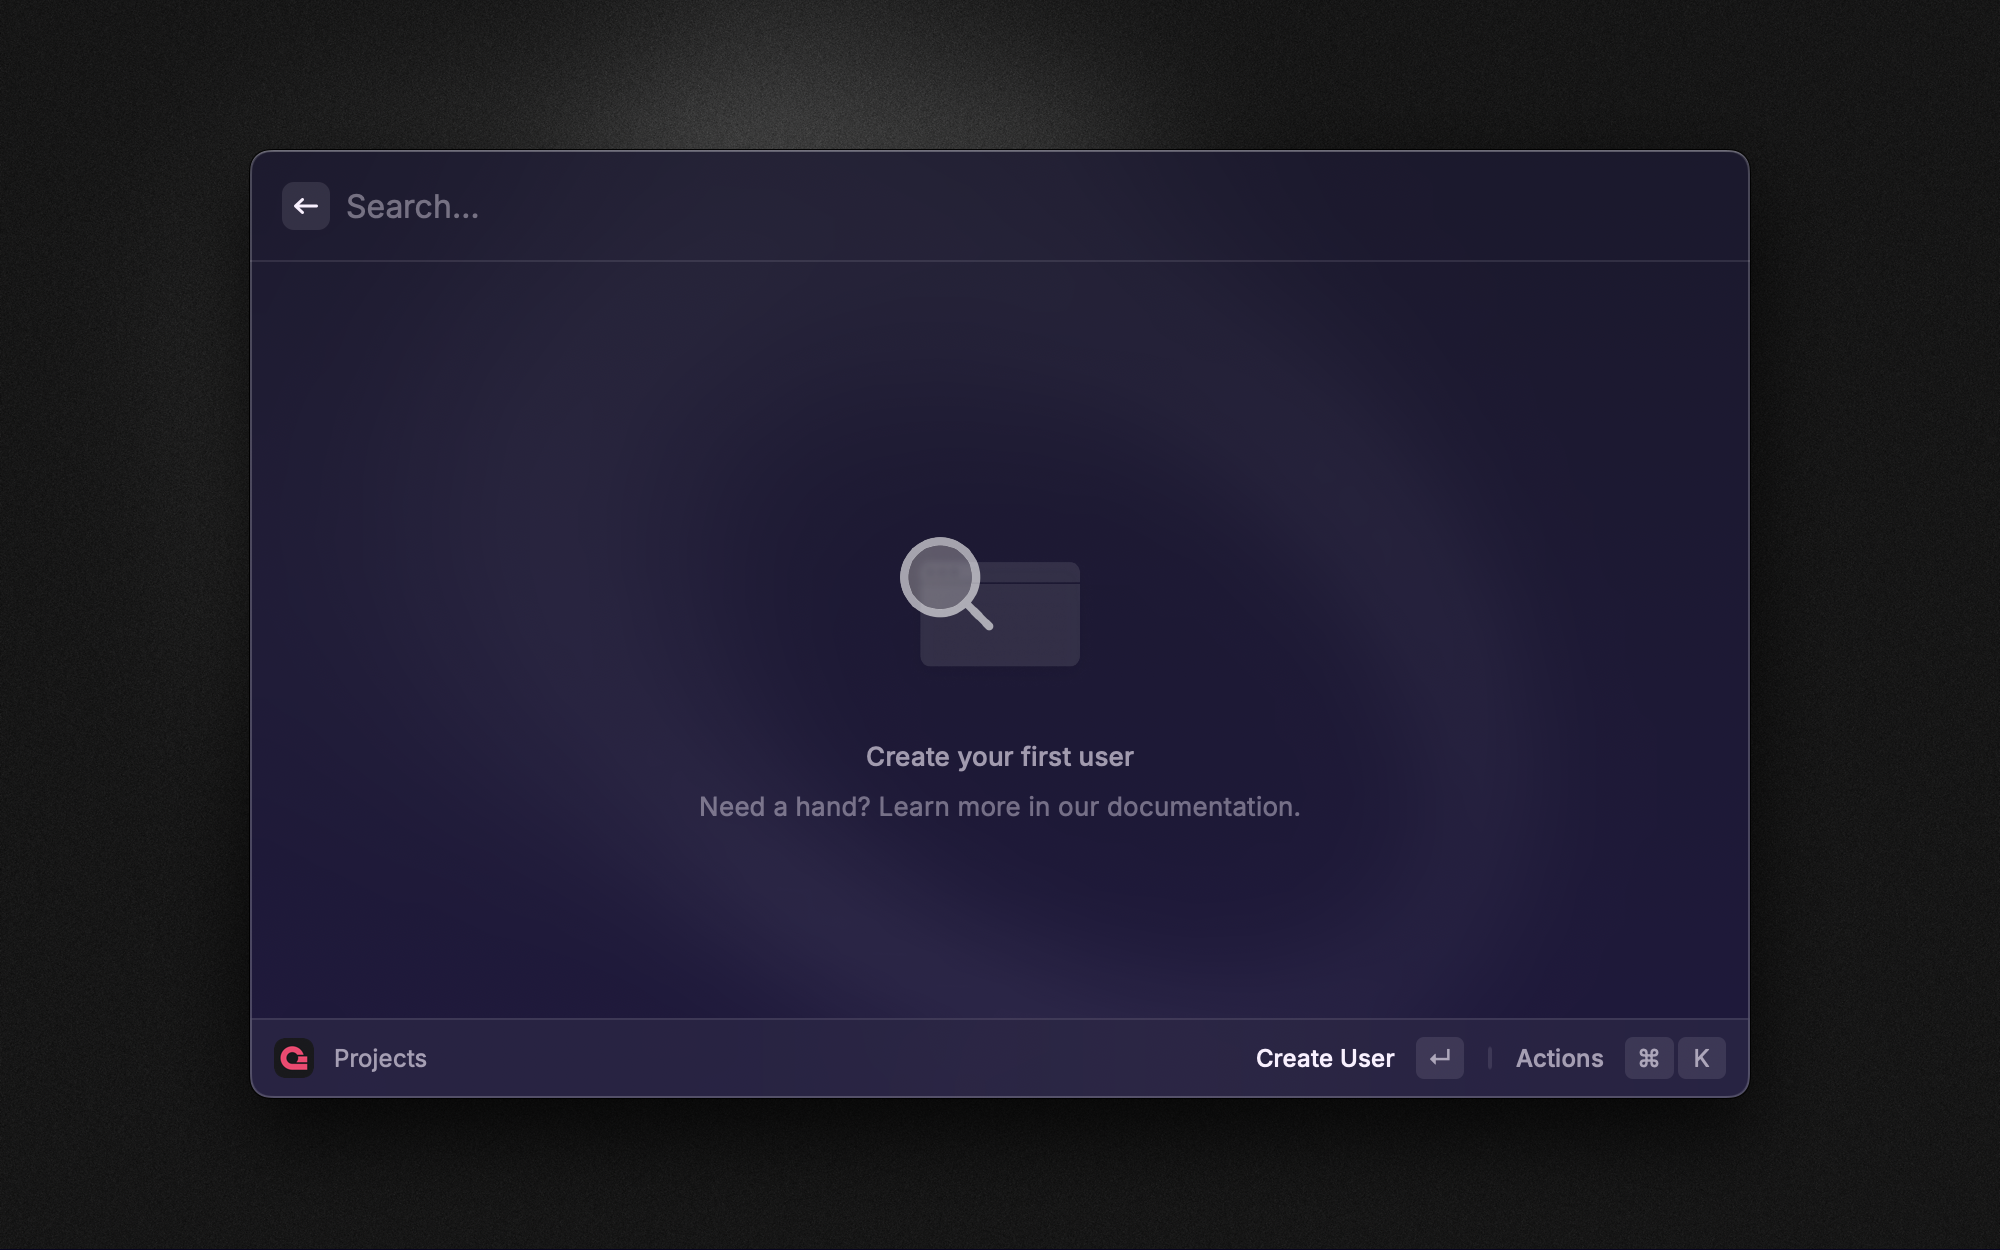 Search...
Create your first user
Need a hand? Learn more in our documentation.
Projects
Create User ↵ Actions ⌘ K